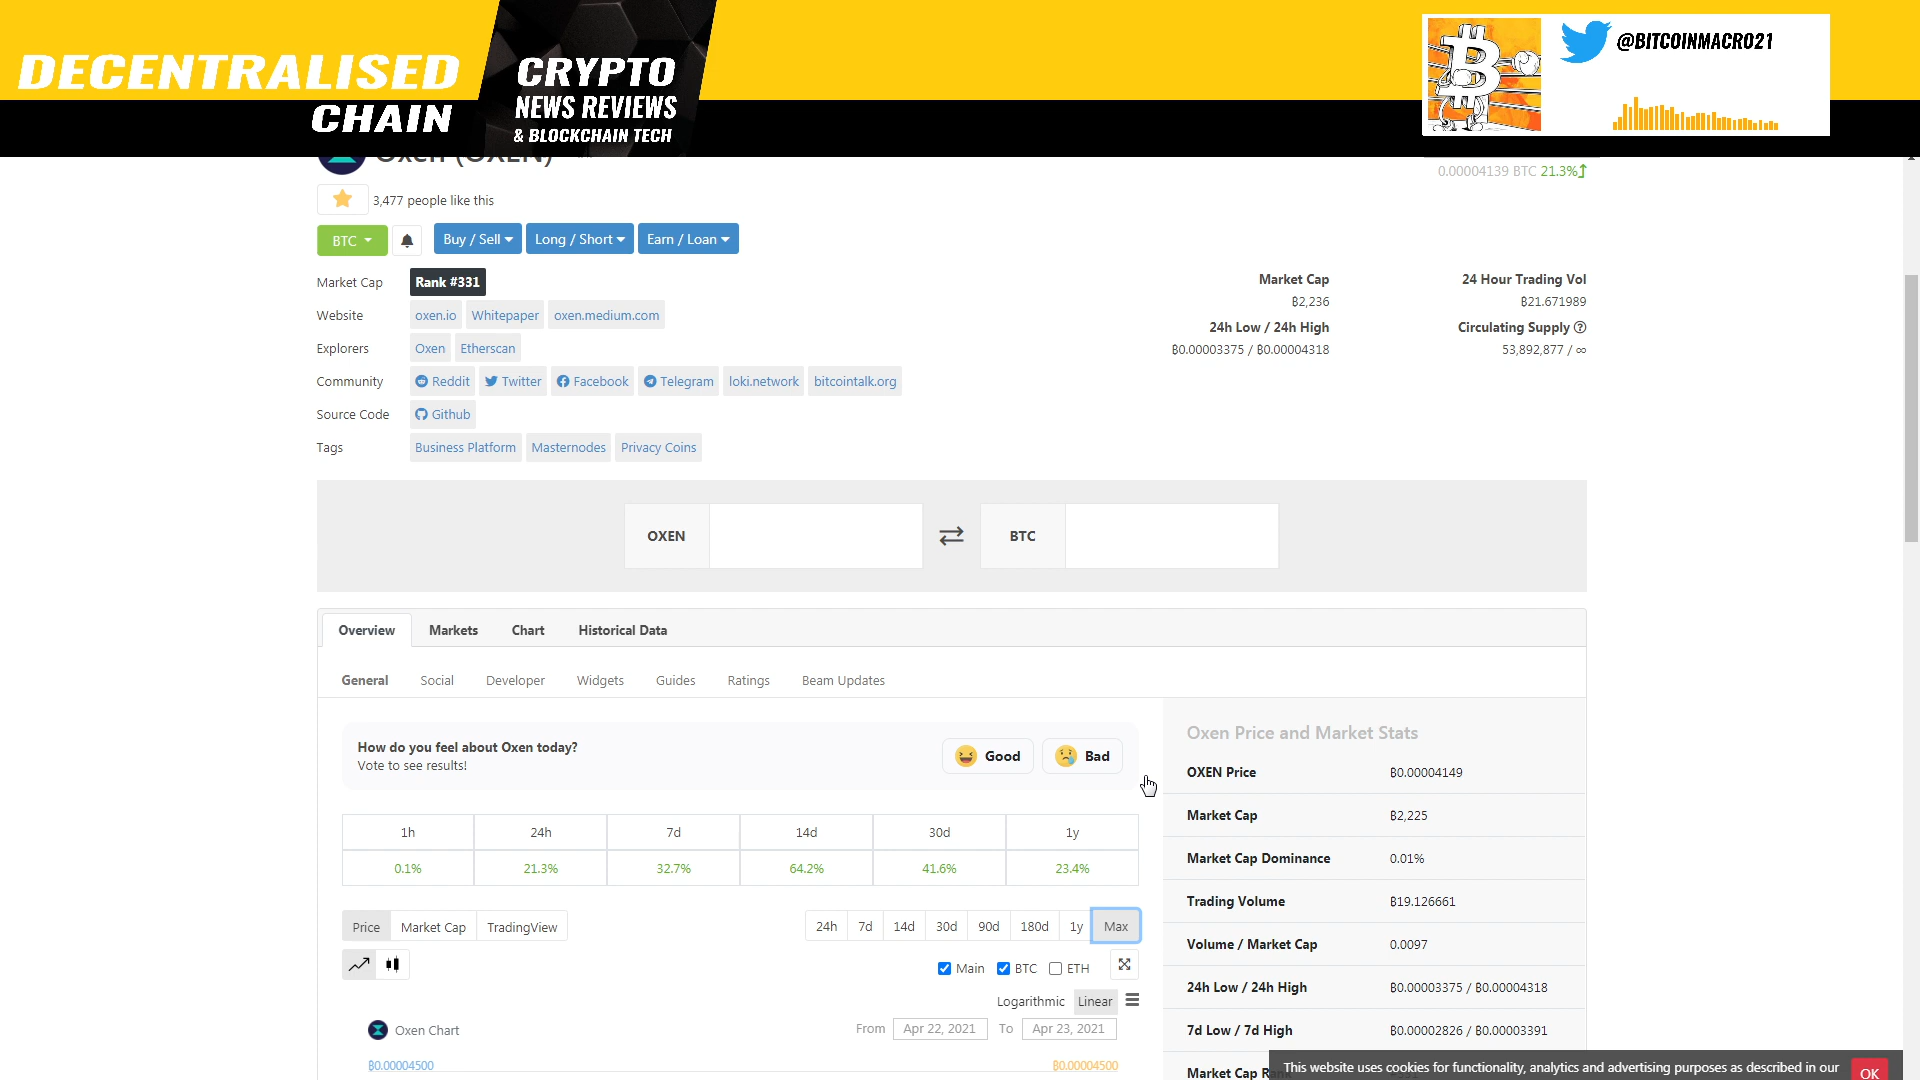 DECENTRALISED
CHAIN
CRYPTO
NEWS REVIEWS
& BLOCKCHAIN TECH
@BITCOINMACRO21
Oxen (OXEN)
0.00004139 BTC 21.3%
3,477 people like this
BTC
Buy / Sell
Long / Short
Earn / Loan
Market Cap Rank #331
Website oxen.io Whitepaper oxen.medium.com
Explorers Oxen Etherscan
Community Reddit Twitter Facebook Telegram loki.network bitcointalk.org
Source Code Github
Tags Business Platform Masternodes Privacy Coins
Market Cap 24 Hour Trading Vol
₿2,236 ₿21.671989
24h Low / 24h High Circulating Supply ?
₿0.00003375 / ₿0.00004318 53,892,877 / ∞
OXEN BTC
Overview Markets Chart Historical Data
General Social Developer Widgets Guides Ratings Beam Updates
How do you feel about Oxen today?
Vote to see results!
Good Bad
1h 24h 7d 14d 30d 1y
0.1% 21.3% 32.7% 64.2% 41.6% 23.4%
Price Market Cap TradingView
24h 7d 14d 30d 90d 180d 1y Max
Main BTC ETH
Logarithmic Linear
Oxen Chart
From Apr 22, 2021 To Apr 23, 2021
₿0.00004500 ₿0.00004500
Oxen Price and Market Stats
OXEN Price ₿0.00004149
Market Cap ₿2,225
Market Cap Dominance 0.01%
Trading Volume ₿19.126661
Volume / Market Cap 0.0097
24h Low / 24h High ₿0.00003375 / ₿0.00004318
7d Low / 7d High ₿0.00002826 / ₿0.00003391
Market Cap
This website uses cookies for functionality, analytics and advertising purposes as described in our
OK